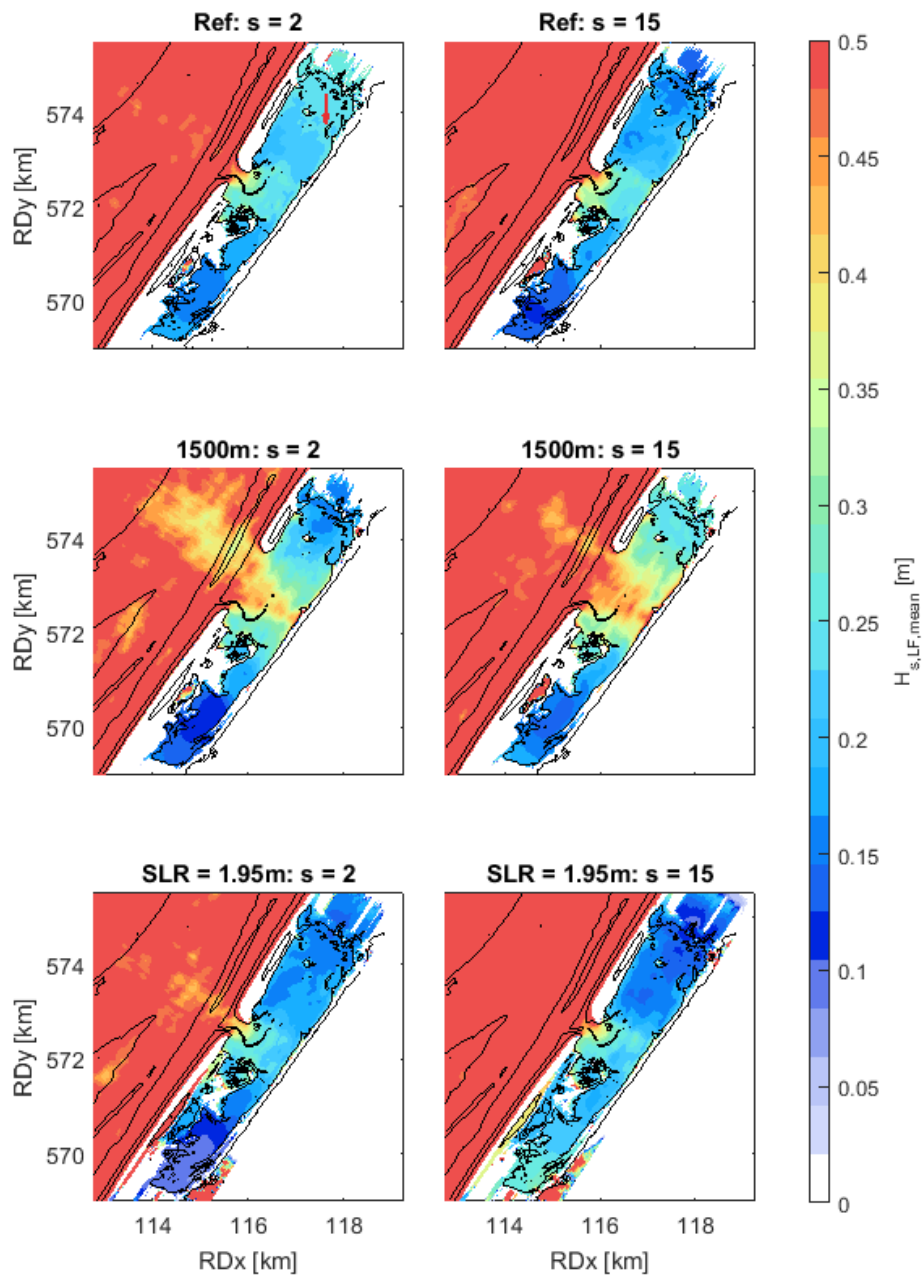 Ref: s = 2
Ref: s = 15
574
572
570
RDy [km]
1500m: s = 2
1500m: s = 15
574
572
570
RDy [km]
SLR = 1.95m: s = 2
SLR = 1.95m: s = 15
574
572
570
RDy [km]
114 116 118
114 116 118
RDx [km]
RDx [km]
0.5
0.45
0.4
0.35
0.3
0.25
0.2
0.15
0.1
0.05
0
H s,LF,mean [m]